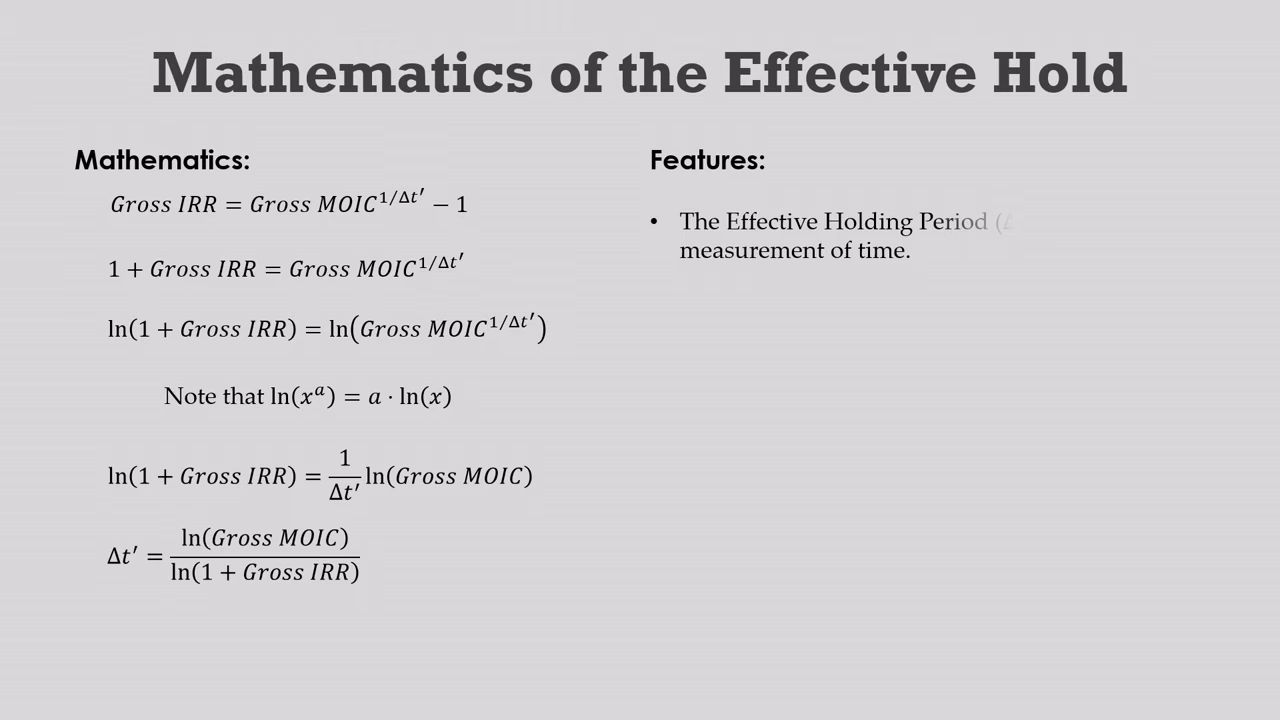 Mathematics of the Effective Hold
Mathematics:
Gross IRR = Gross MOIC^{1/Δt′} − 1
1 + Gross IRR = Gross MOIC^{1/Δt′}
ln(1 + Gross IRR) = ln(Gross MOIC^{1/Δt′})
Note that ln(x^a) = a · ln(x)
ln(1 + Gross IRR) = \frac{1}{Δt′} ln(Gross MOIC)
Δt′ = \frac{ln(Gross MOIC)}{ln(1 + Gross IRR)}
Features:
• The Effective Holding Period (
measurement of time.